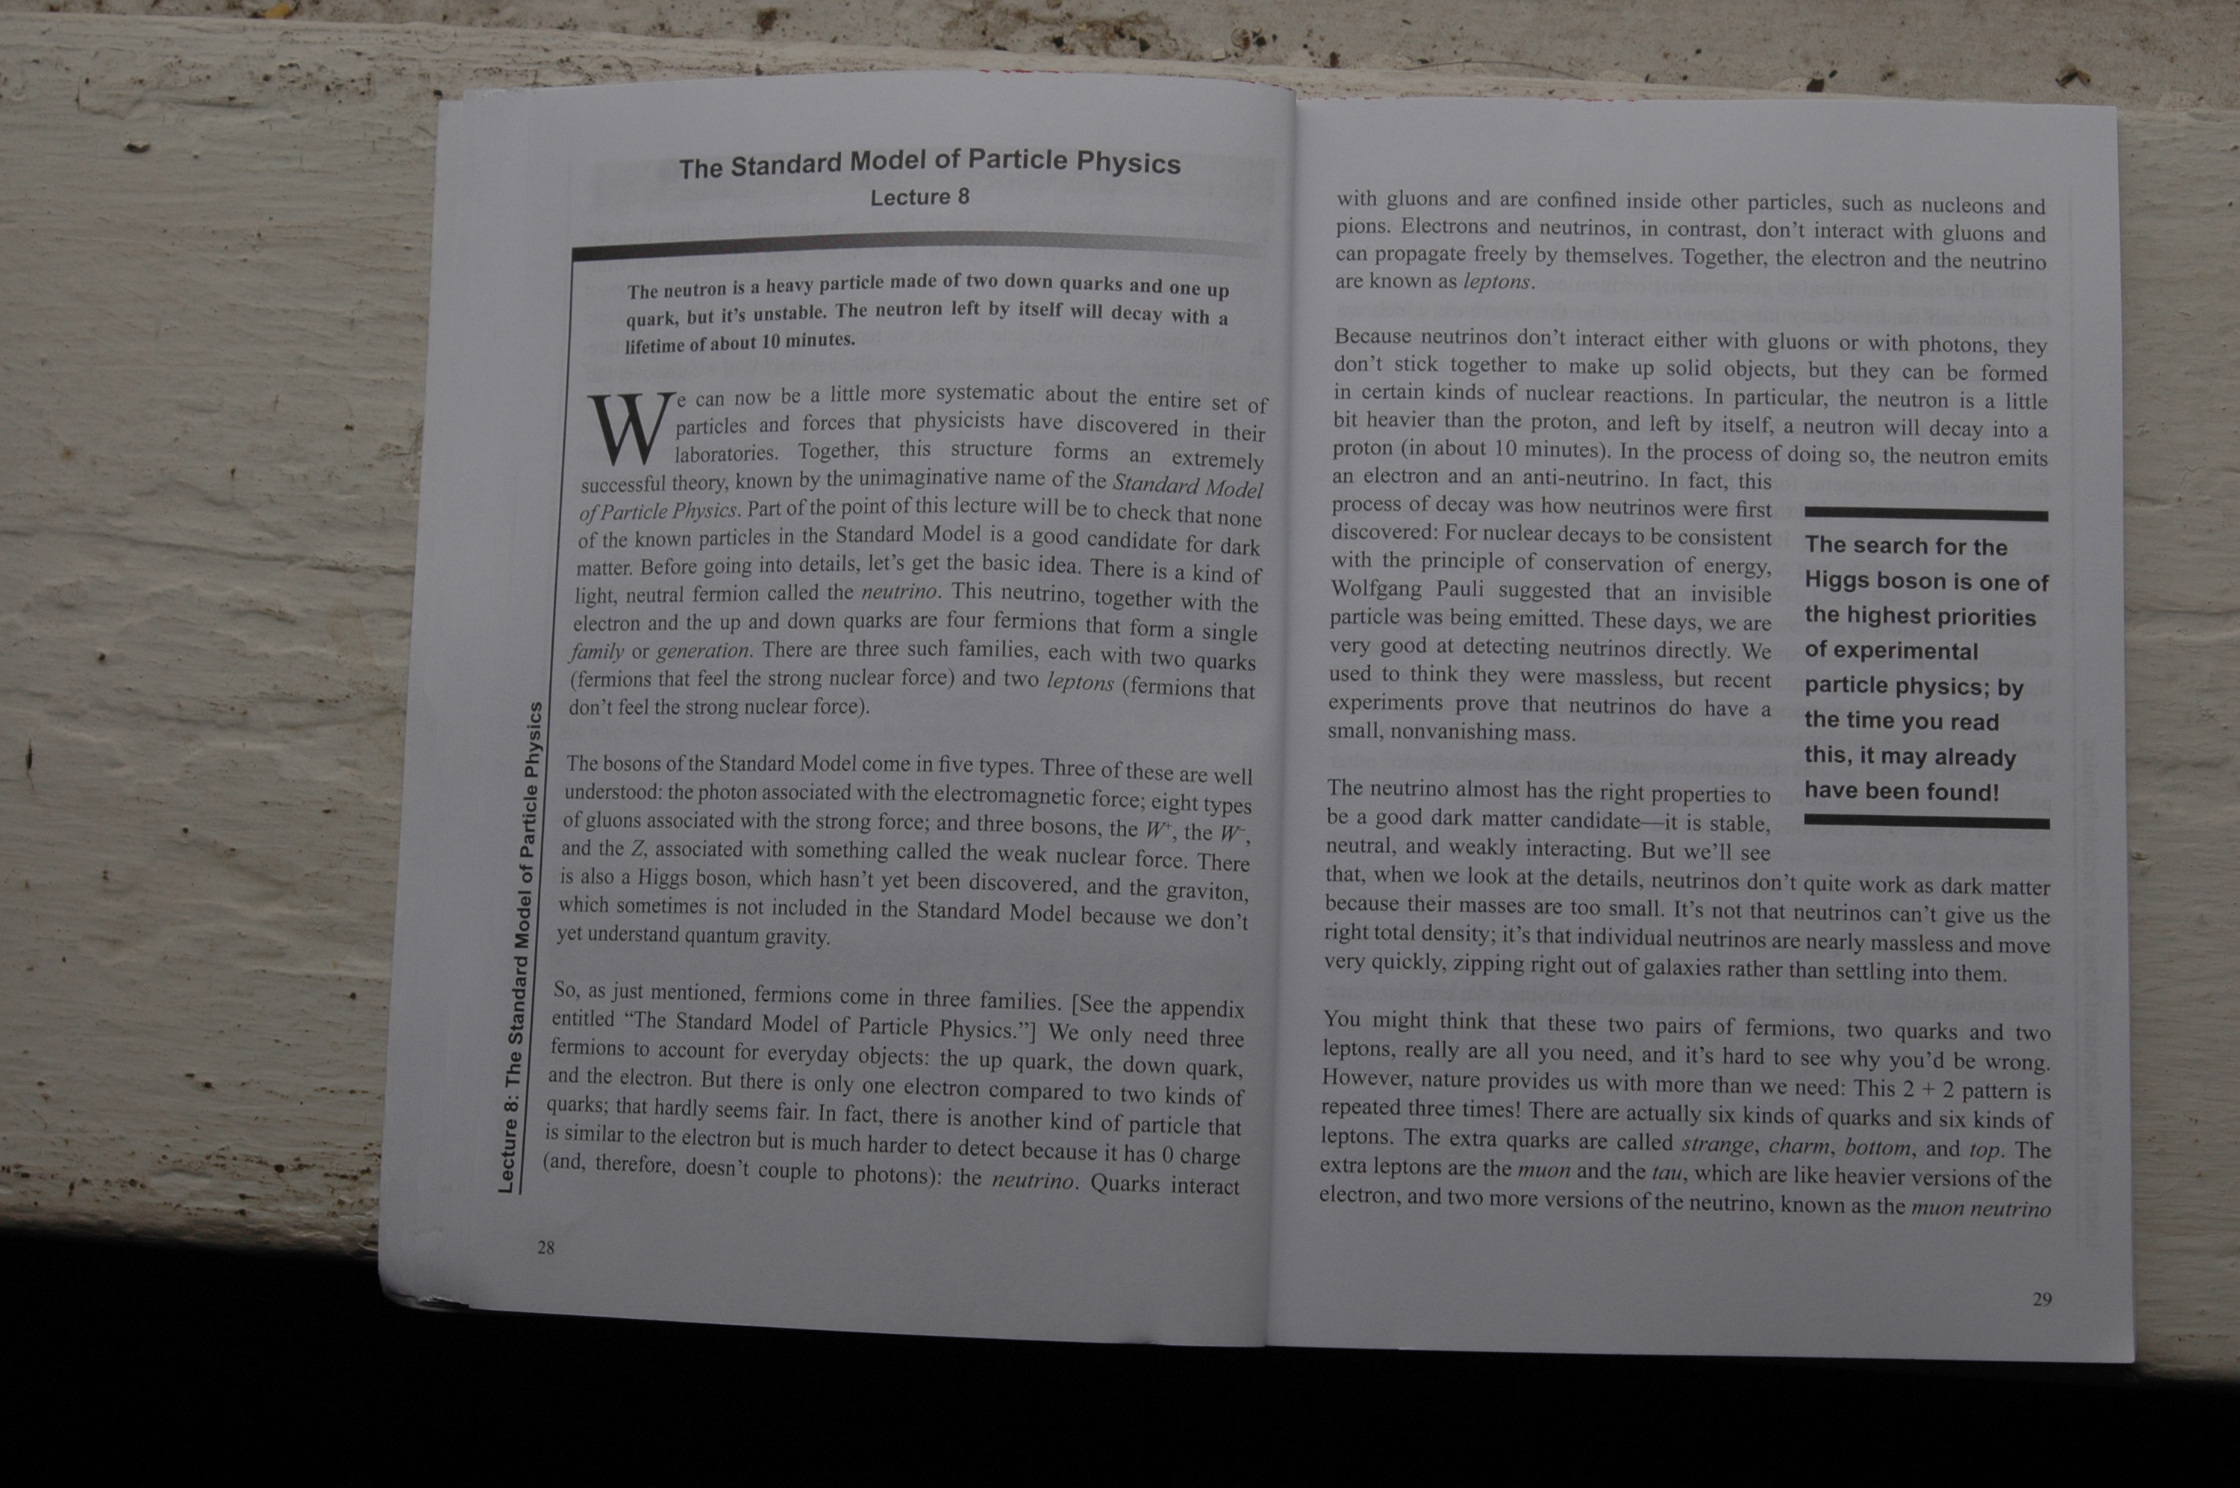 The Standard Model of Particle Physics
Lecture 8
The neutron is a heavy particle made of two down quarks and one up
quark, but it's unstable. The neutron left by itself will decay with a
lifetime of about 10 minutes.
We can now be a little more systematic about the entire set of
particles and forces that physicists have discovered in their
laboratories. Together, this structure forms an extremely
successful theory, known by the unimaginative name of the Standard Model
of Particle Physics. Part of the point of this lecture will be to check that none
of the known particles in the Standard Model is a good candidate for dark
matter. Before going into details, let's get the basic idea. There is a kind of
light, neutral fermion called the neutrino. This neutrino, together with the
electron and the up and down quarks are four fermions that form a single
family or generation. There are three such families, each with two quarks
(fermions that feel the strong nuclear force) and two leptons (fermions that
don't feel the strong nuclear force).
The bosons of the Standard Model come in five types. Three of these are well
understood: the photon associated with the electromagnetic force; eight types
of gluons associated with the strong force; and three bosons, the W⁺, the W⁻,
and the Z, associated with something called the weak nuclear force. There
is also a Higgs boson, which hasn't yet been discovered, and the graviton,
which sometimes is not included in the Standard Model because we don't
yet understand quantum gravity.
So, as just mentioned, fermions come in three families. [See the appendix
entitled “The Standard Model of Particle Physics.”] We only need three
fermions to account for everyday objects: the up quark, the down quark,
and the electron. But there is only one electron compared to two kinds of
quarks; that hardly seems fair. In fact, there is another kind of particle that
is similar to the electron but is much harder to detect because it has 0 charge
(and, therefore, doesn't couple to photons): the neutrino. Quarks interact
Lecture 8: The Standard Model of Particle Physics
28
with gluons and are confined inside other particles, such as nucleons and
pions. Electrons and neutrinos, in contrast, don't interact with gluons and
can propagate freely by themselves. Together, the electron and the neutrino
are known as leptons.
Because neutrinos don't interact either with gluons or with photons, they
don't stick together to make up solid objects, but they can be formed
in certain kinds of nuclear reactions. In particular, the neutron is a little
bit heavier than the proton, and left by itself, a neutron will decay into a
proton (in about 10 minutes). In the process of doing so, the neutron emits
an electron and an anti-neutrino. In fact, this
process of decay was how neutrinos were first
discovered: For nuclear decays to be consistent
with the principle of conservation of energy,
Wolfgang Pauli suggested that an invisible
particle was being emitted. These days, we are
very good at detecting neutrinos directly. We
used to think they were massless, but recent
experiments prove that neutrinos do have a
small, nonvanishing mass.
The search for the
Higgs boson is one of
the highest priorities
of experimental
particle physics; by
the time you read
this, it may already
have been found!
The neutrino almost has the right properties to
be a good dark matter candidate—it is stable,
neutral, and weakly interacting. But we'll see
that, when we look at the details, neutrinos don't quite work as dark matter
because their masses are too small. It's not that neutrinos can't give us the
right total density; it's that individual neutrinos are nearly massless and move
very quickly, zipping right out of galaxies rather than settling into them.
You might think that these two pairs of fermions, two quarks and two
leptons, really are all you need, and it's hard to see why you'd be wrong.
However, nature provides us with more than we need: This 2 + 2 pattern is
repeated three times! There are actually six kinds of quarks and six kinds of
leptons. The extra quarks are called strange, charm, bottom, and top. The
extra leptons are the muon and the tau, which are like heavier versions of the
electron, and two more versions of the neutrino, known as the muon neutrino
29